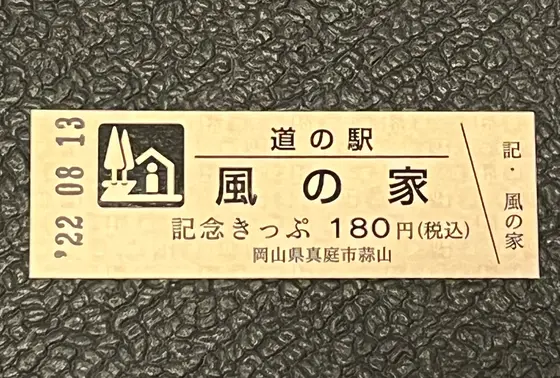 '22 08 13
道の駅
風の家
記念きっぷ 180円(税込)
岡山県真庭市蒜山
記・風の家